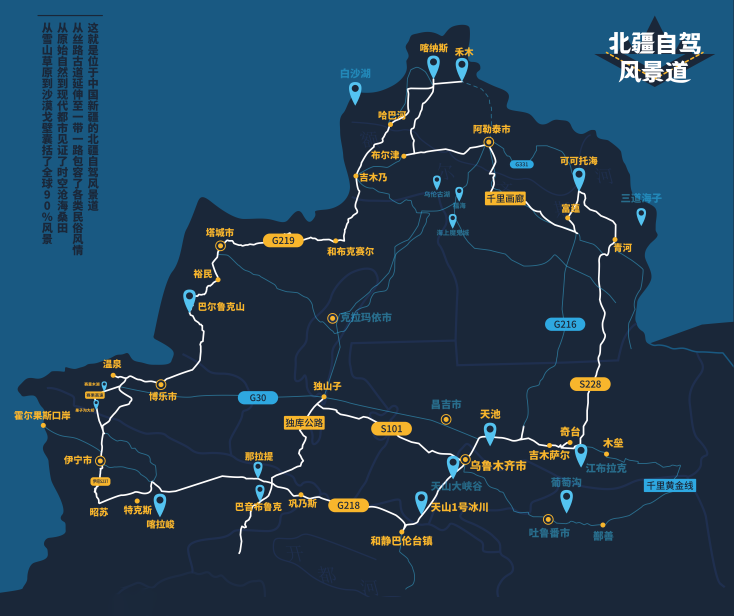 北疆自驾
风景道
这就是位于中国新疆的北疆自驾风景道
从丝路古道延伸至一带一路包容了各类民俗风情
从原始自然到现代都市见证了时空沧海桑田
从雪山草原到沙漠戈壁囊括了全球90%风景
喀纳斯
禾木
白沙湖
哈巴河
阿勒泰市
布尔津
G331
可可托海
吉木乃
乌伦古湖
千里画廊
三道海子
富蕴
塔城市
G219
和布克赛尔
青河
裕民
巴尔鲁克山
克拉玛依市
G216
温泉
博乐市
独山子
S228
G30
昌吉市
霍尔果斯口岸
天池
独库公路
S101
奇台
木垒
吉木萨尔
伊宁市
那拉提
乌鲁木齐市
江布拉克
天山大峡谷
葡萄沟
千里黄金线
昭苏
特克斯
喀拉峻
巴音布鲁克
巩乃斯
G218
天山1号冰川
吐鲁番市
鄯善
和静巴伦台镇